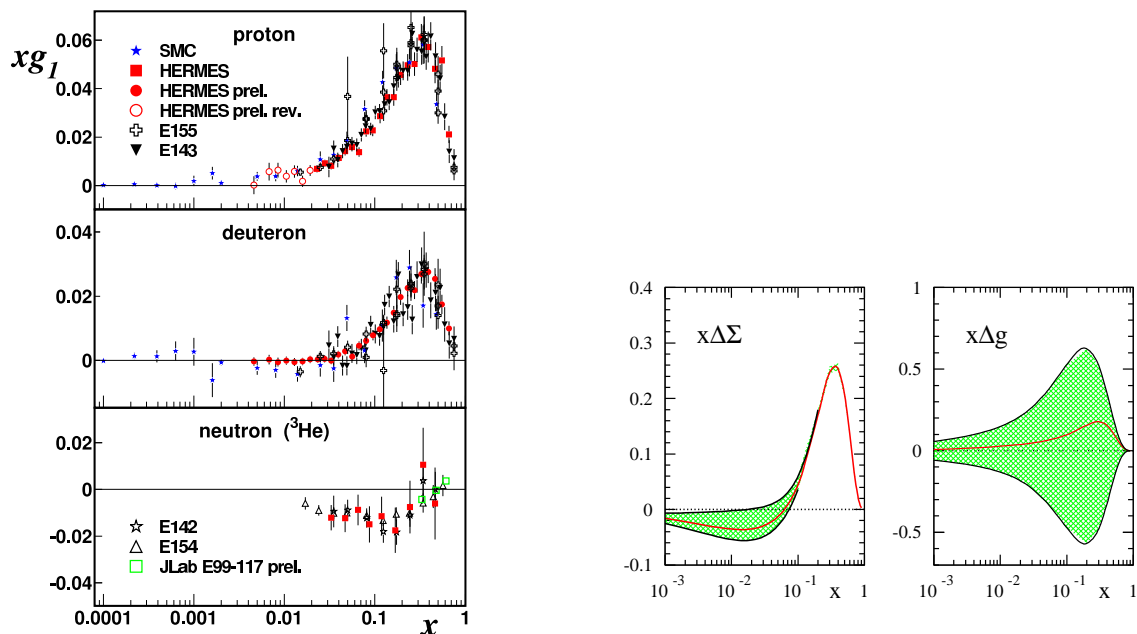 xg1
proton
SMC
HERMES
HERMES prel.
HERMES prel. rev.
E155
E143
0.06
0.04
0.02
0
deuteron
0.04
0.02
0
neutron (³He)
0.02
0
-0.02
-0.04
E142
E154
JLab E99-117 prel.
0.0001 0.001 0.01 0.1 x 1
xΔΣ
0.4
0.3
0.2
0.1
0
-0.1
10⁻³ 10⁻² 10⁻¹ x 1
xΔg
1
0.5
0
-0.5
10⁻³ 10⁻² 10⁻¹ x 1